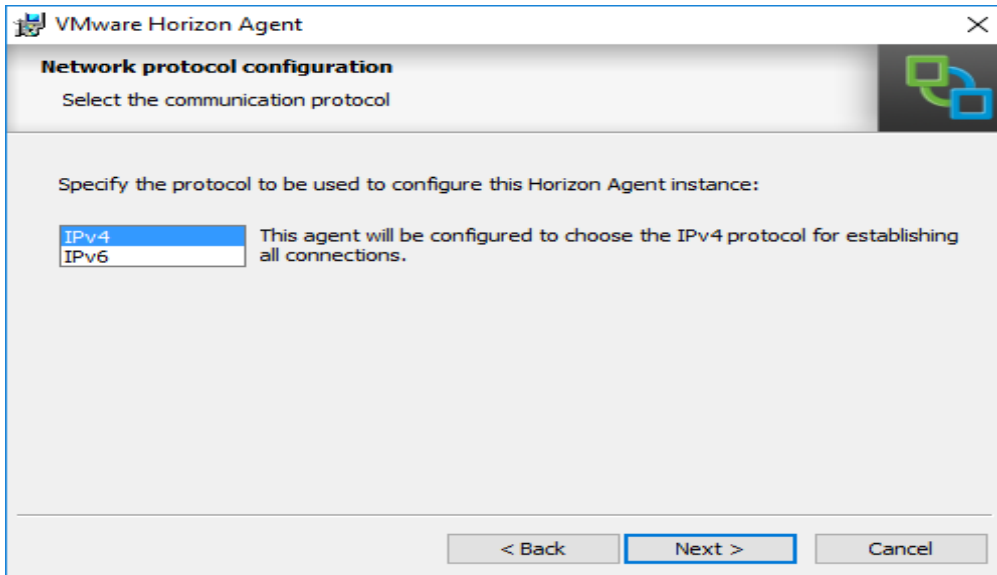 VMware Horizon Agent
Network protocol configuration
Select the communication protocol
Specify the protocol to be used to configure this Horizon Agent instance:
IPv4
IPv6
This agent will be configured to choose the IPv4 protocol for establishing
all connections.
< Back
Next >
Cancel